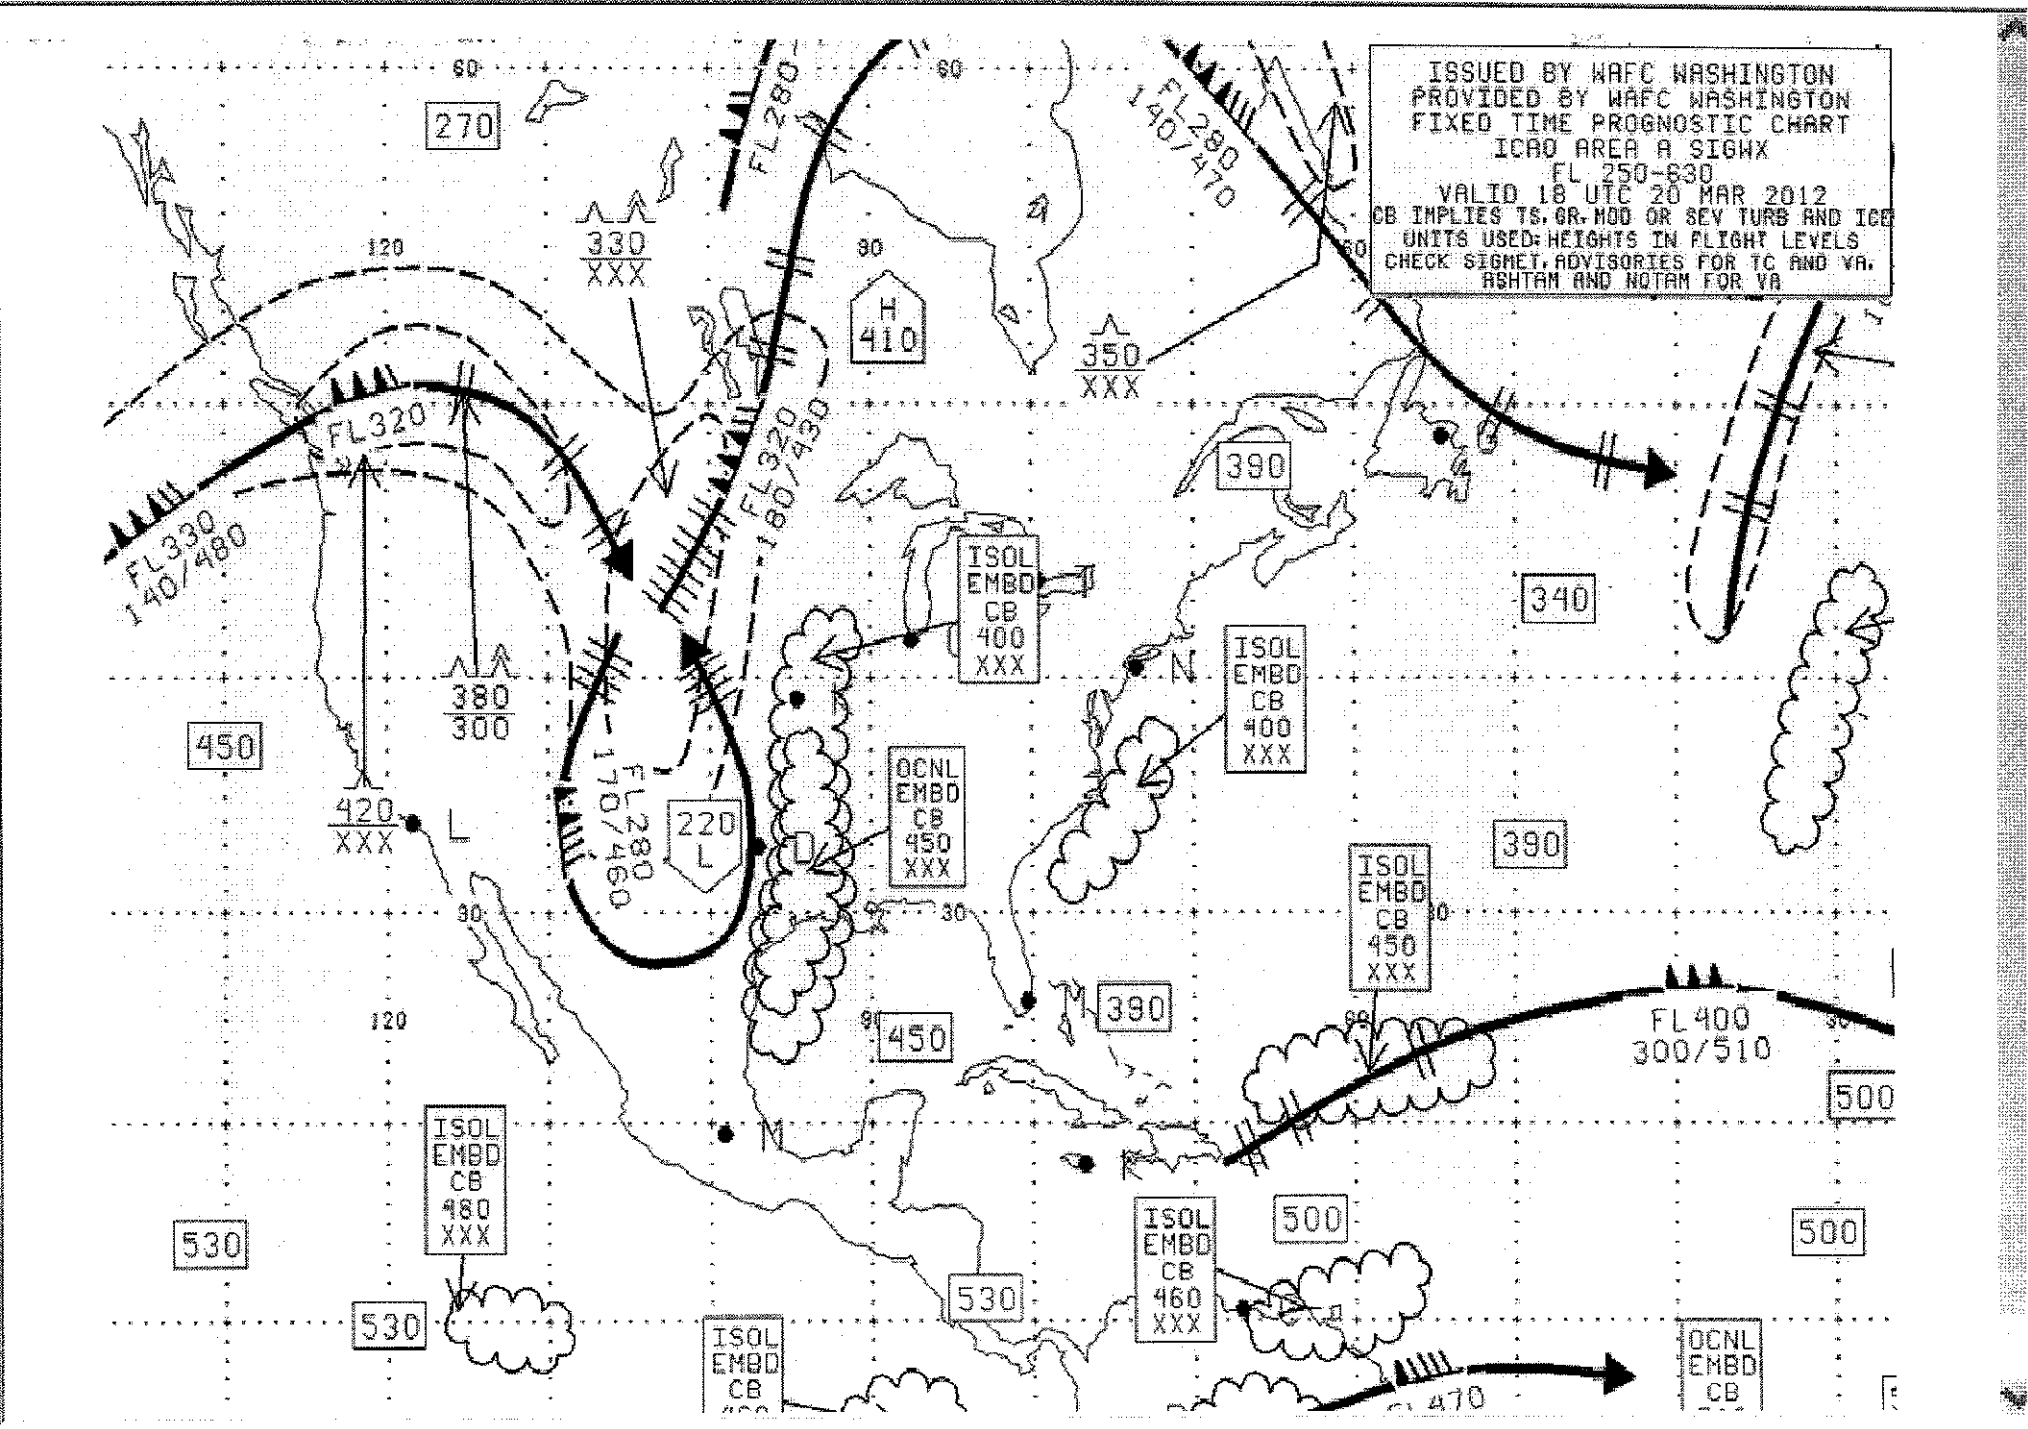 ISSUED BY WAFC WASHINGTON
PROVIDED BY WAFC WASHINGTON
FIXED TIME PROGNOSTIC CHART
ICAO AREA A SIGWX
FL 250-630
VALID 18 UTC 20 MAR 2012
CB IMPLIES TS, GR, MOD OR SEV TURB AND ICE
UNITS USED: HEIGHTS IN FLIGHT LEVELS
CHECK SIGMET, ADVISORIES FOR TC AND VA,
ASHTAM AND NOTAM FOR VA
60
60
270
FL280
FL280
140/470
120
330
XXX
90
60
H
410
350
XXX
FL320
FL320
180/430
390
FL330
140/480
ISOL
EMBD
CB
400
XXX
340
ISOL
EMBD
CB
400
XXX
N
K
380
300
450
OCNL
EMBD
CB
450
XXX
FL280
170/460
220
L
D
420
XXX
L
390
ISOL
EMBD
CB
450
XXX
30
30
30
M
390
120
90
450
60
FL400
300/510
30
500
ISOL
EMBD
CB
480
XXX
M
K
530
ISOL
EMBD
CB
460
XXX
500
500
530
530
ISOL
EMBD
CB
OCNL
EMBD
CB
FL470